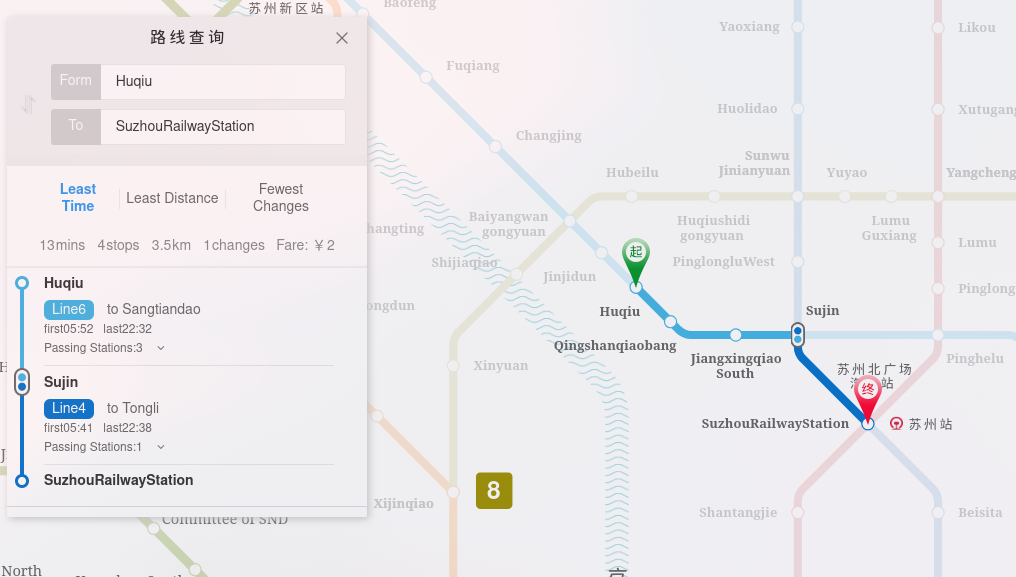 路线查询
Form
Huqiu
To
SuzhouRailwayStation
Least
Time
Least Distance
Fewest
Changes
13mins
4stops
3.5km
1changes
Fare: ￥2
Huqiu
Line6
to Sangtiandao
first05:52
last22:32
Passing Stations:3
Sujin
Line4
to Tongli
first05:41
last22:38
Passing Stations:1
SuzhouRailwayStation
苏州新区站
Baofeng
Fuqiang
Changjing
Hubeilu
Baiyangwan
gongyuan
hangting
Shijiaqiao
Jinjidun
ongdun
Xinyuan
Xijinqiao
8
Yaoxiang
Huolidao
Sunwu
Jinianyuan
Yuyao
Likou
Xutugang
Yangcheng
Huqiushidi
gongyuan
Lumu
Guxiang
Lumu
PinglongluWest
Pinglong
起
Huqiu
Qingshanqiaobang
Jiangxingqiao
South
Sujin
Pinghelu
苏州北广场
站
终
SuzhouRailwayStation
苏州站
Shantangjie
Beisita
Committee of SND
North